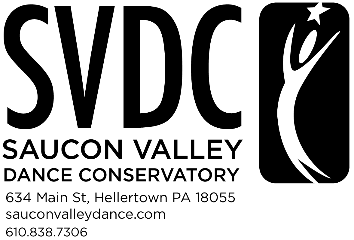 SVDC
SAUCON VALLEY
DANCE CONSERVATORY
634 Main St, Hellertown PA 18055
sauconvalleydance.com
610.838.7306